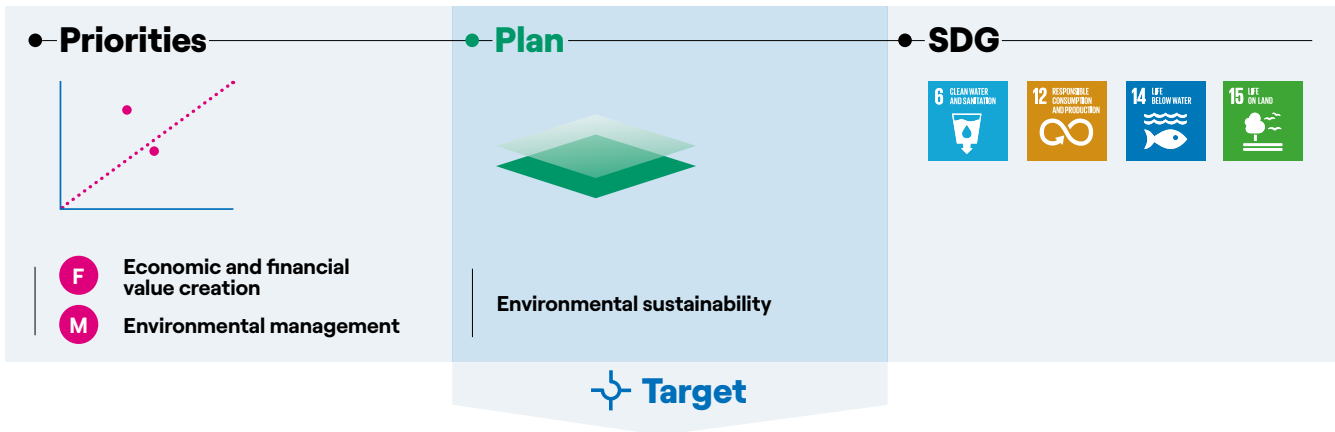 Priorities
Plan
SDG
6 CLEAN WATER
AND SANITATION
12 RESPONSIBLE
CONSUMPTION
AND PRODUCTION
14 LIFE
BELOW WATER
15 LIFE
ON LAND
F Economic and financial
value creation
M Environmental management
Environmental sustainability
Target